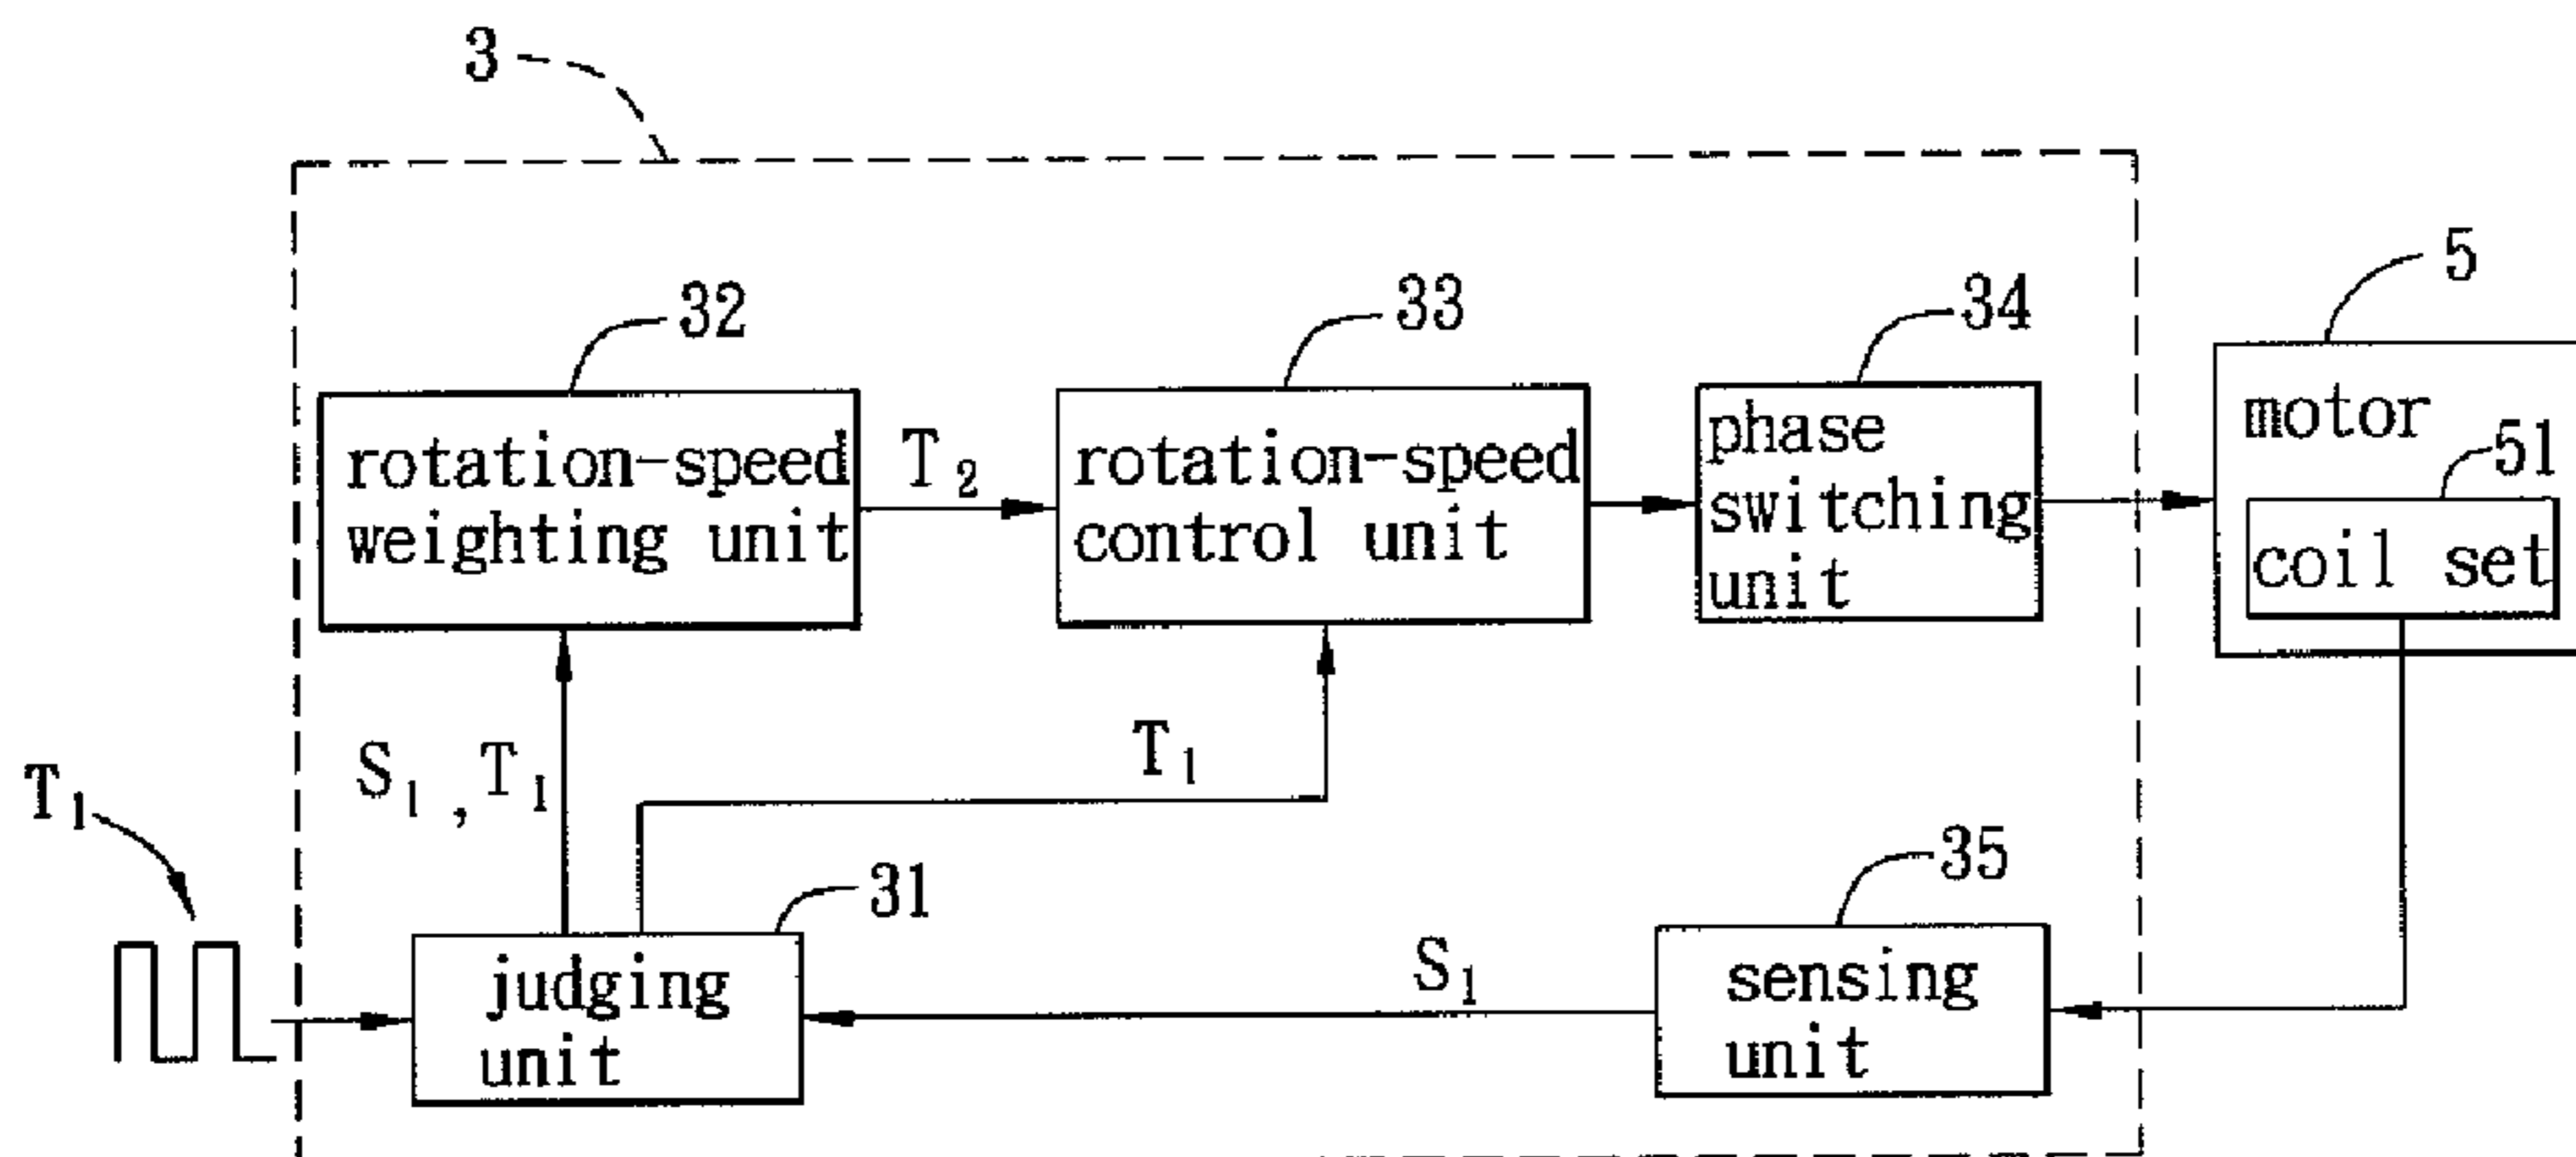 3
32
33
34
5
rotation-speed
weighting unit
T₂
rotation-speed
control unit
phase
switching
unit
motor
51
coil set
S₁,T₁
T₁
T₁
31
35
judging
unit
S₁
sensing
unit